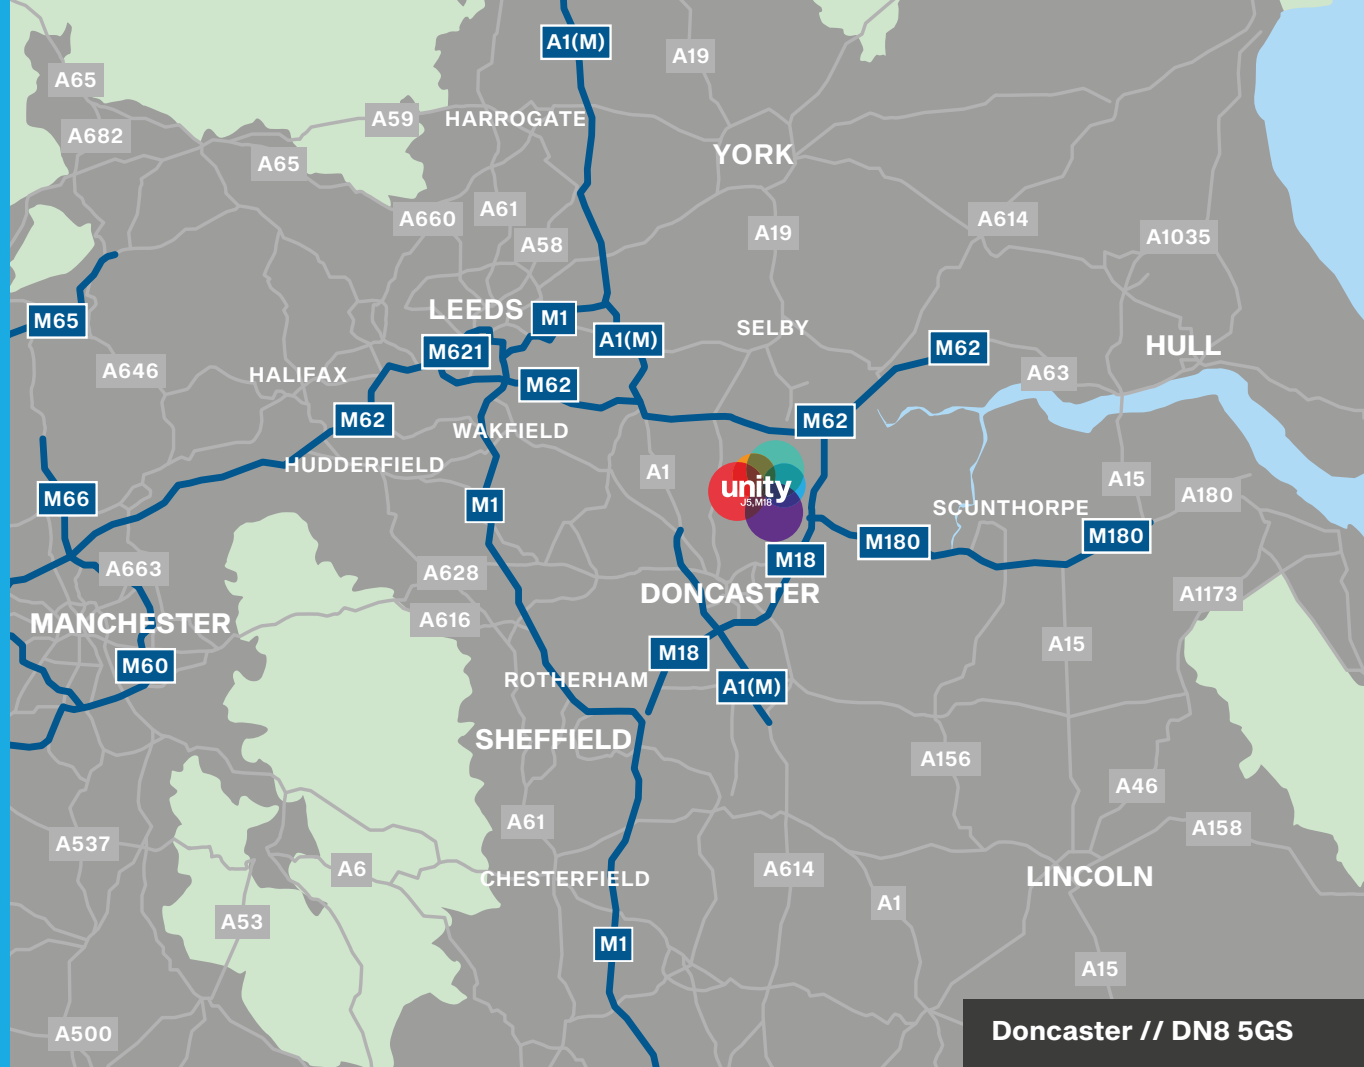 A1(M)
A19
A65
A59
HARROGATE
A682
YORK
A65
A61
A660
A614
A19
A1035
A58
LEEDS
M1
M65
SELBY
A1(M)
HULL
M62
M621
A646
HALIFAX
A63
M62
M62
M62
WAKFIELD
HUDDERFIELD
A1
A15
unity
J5,M18
A180
M66
M1
SCUNTHORPE
M180
M180
M18
A663
A628
DONCASTER
A1173
A616
MANCHESTER
A15
M18
M60
ROTHERHAM
A1(M)
SHEFFIELD
A156
A46
A61
A158
A537
A6
A614
CHESTERFIELD
LINCOLN
A1
A53
M1
A15
A500
Doncaster // DN8 5GS